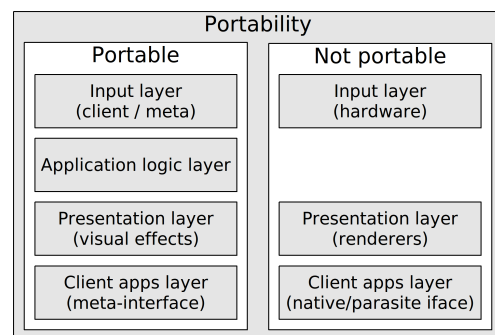 Portability
Portable
Input layer
(client / meta)
Application logic layer
Presentation layer
(visual effects)
Client apps layer
(meta-interface)
Not portable
Input layer
(hardware)
Presentation layer
(renderers)
Client apps layer
(native/parasite iface)